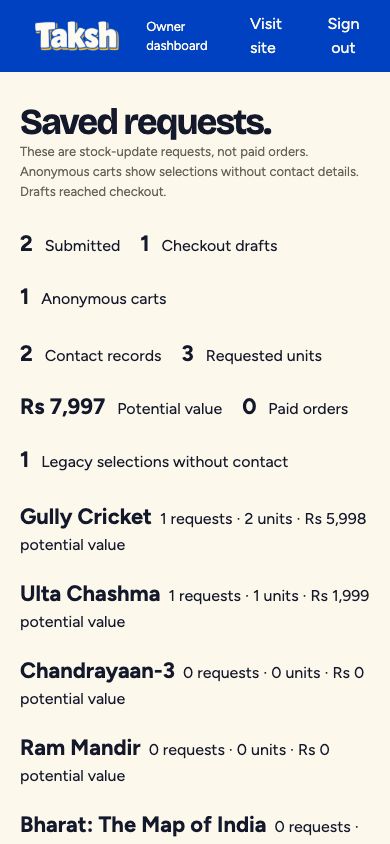 Taksh
Owner dashboard
Visit site
Sign out
Saved requests.
These are stock-update requests, not paid orders.
Anonymous carts show selections without contact details.
Drafts reached checkout.
2 Submitted 1 Checkout drafts
1 Anonymous carts
2 Contact records 3 Requested units
Rs 7,997 Potential value 0 Paid orders
1 Legacy selections without contact
Gully Cricket 1 requests · 2 units · Rs 5,998
potential value
Ulta Chashma 1 requests · 1 units · Rs 1,999
potential value
Chandrayaan-3 0 requests · 0 units · Rs 0
potential value
Ram Mandir 0 requests · 0 units · Rs 0
potential value
Bharat: The Map of India 0 requests ·